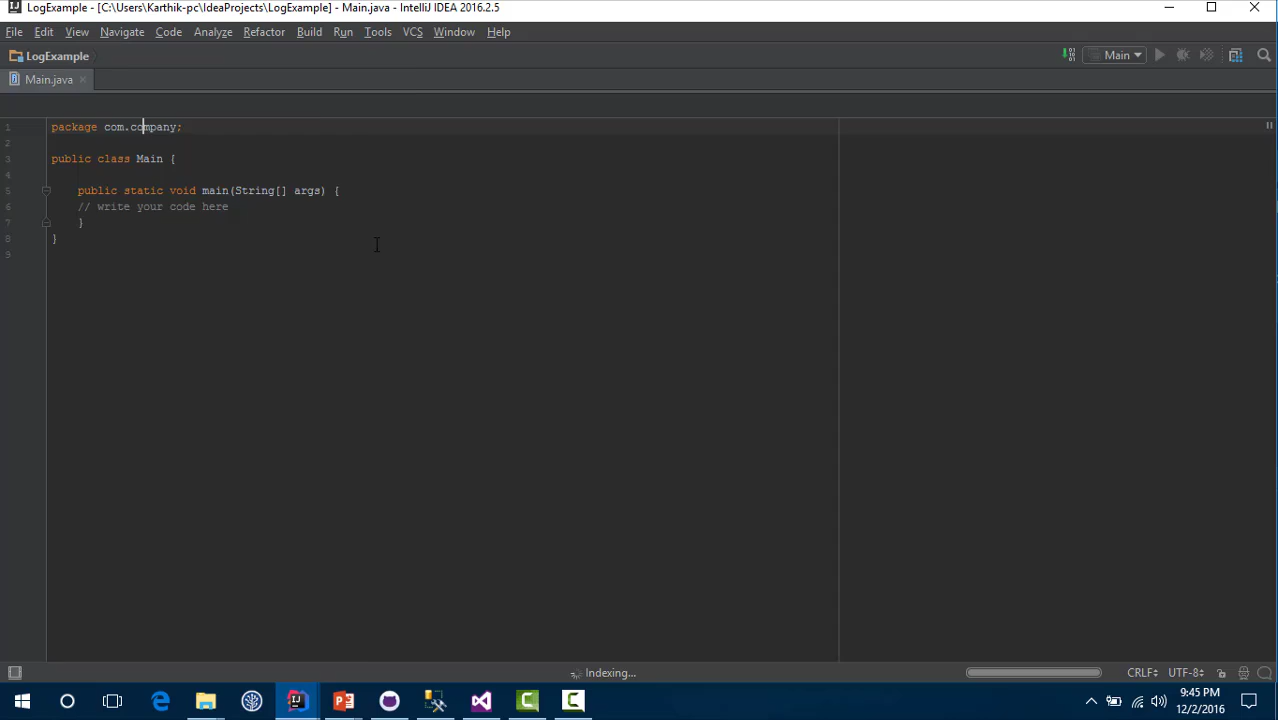 LogExample - [C:\Users\Karthik-pc\IdeaProjects\LogExample] - Main.java - IntelliJ IDEA 2016.2.5
File Edit View Navigate Code Analyze Refactor Build Run Tools VCS Window Help
LogExample Main
Main.java
1 package com.company;
2
3 public class Main {
4
5 public static void main(String[] args) {
6 // write your code here
7 }
8 }
9
Indexing... CRLF UTF-8
9:45 PM
12/2/2016